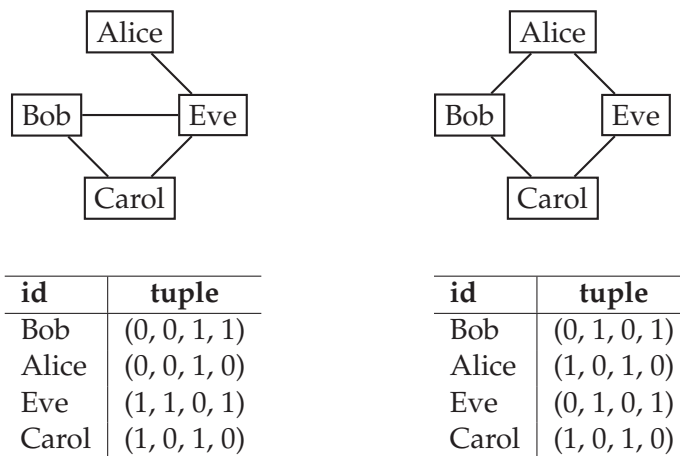 Alice Alice
Bob Eve Bob Eve
Carol Carol
id tuple id tuple
Bob (0, 0, 1, 1) Bob (0, 1, 0, 1)
Alice (0, 0, 1, 0) Alice (1, 0, 1, 0)
Eve (1, 1, 0, 1) Eve (0, 1, 0, 1)
Carol (1, 0, 1, 0) Carol (1, 0, 1, 0)